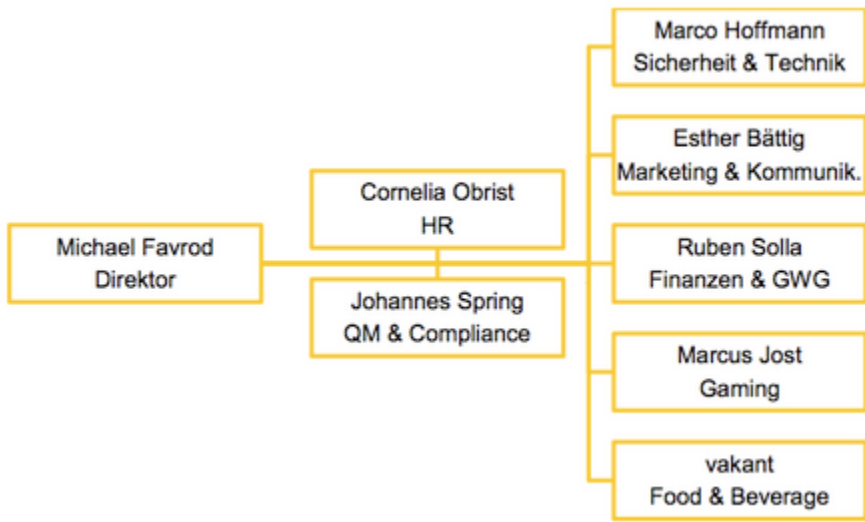 Michael Favrod
Direktor
Cornelia Obrist
HR
Johannes Spring
QM & Compliance
Marco Hoffmann
Sicherheit & Technik
Esther Bättig
Marketing & Kommunik.
Ruben Solla
Finanzen & GWG
Marcus Jost
Gaming
vakant
Food & Beverage